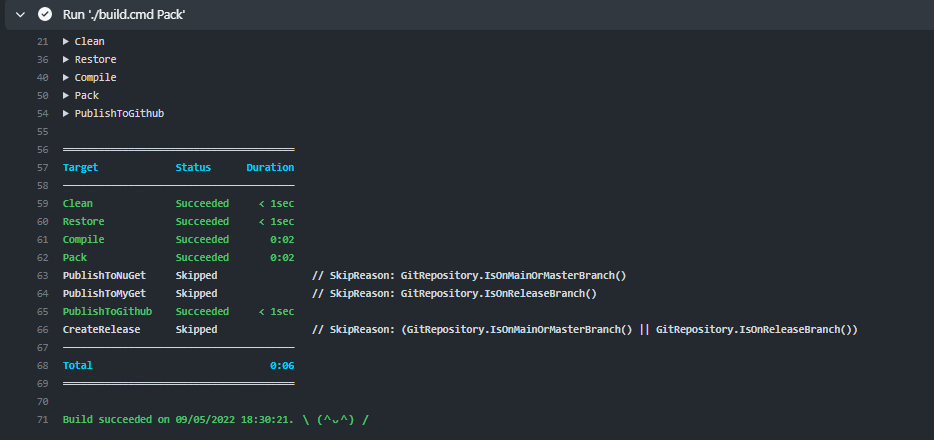 Run './build.cmd Pack'
21 ▶ Clean
36 ▶ Restore
40 ▶ Compile
50 ▶ Pack
54 ▶ PublishToGithub
55
56 ═══════════════════════════════════════
57 Target Status Duration
58 ───────────────────────────────────────
59 Clean Succeeded < 1sec
60 Restore Succeeded < 1sec
61 Compile Succeeded 0:02
62 Pack Succeeded 0:02
63 PublishToNuGet Skipped // SkipReason: GitRepository.IsOnMainOrMasterBranch()
64 PublishToMyGet Skipped // SkipReason: GitRepository.IsOnReleaseBranch()
65 PublishToGithub Succeeded < 1sec
66 CreateRelease Skipped // SkipReason: (GitRepository.IsOnMainOrMasterBranch() || GitRepository.IsOnReleaseBranch())
67 ───────────────────────────────────────
68 Total 0:06
69 ═══════════════════════════════════════
70
71 Build succeeded on 09/05/2022 18:30:21. \ (^ᴗ^) /